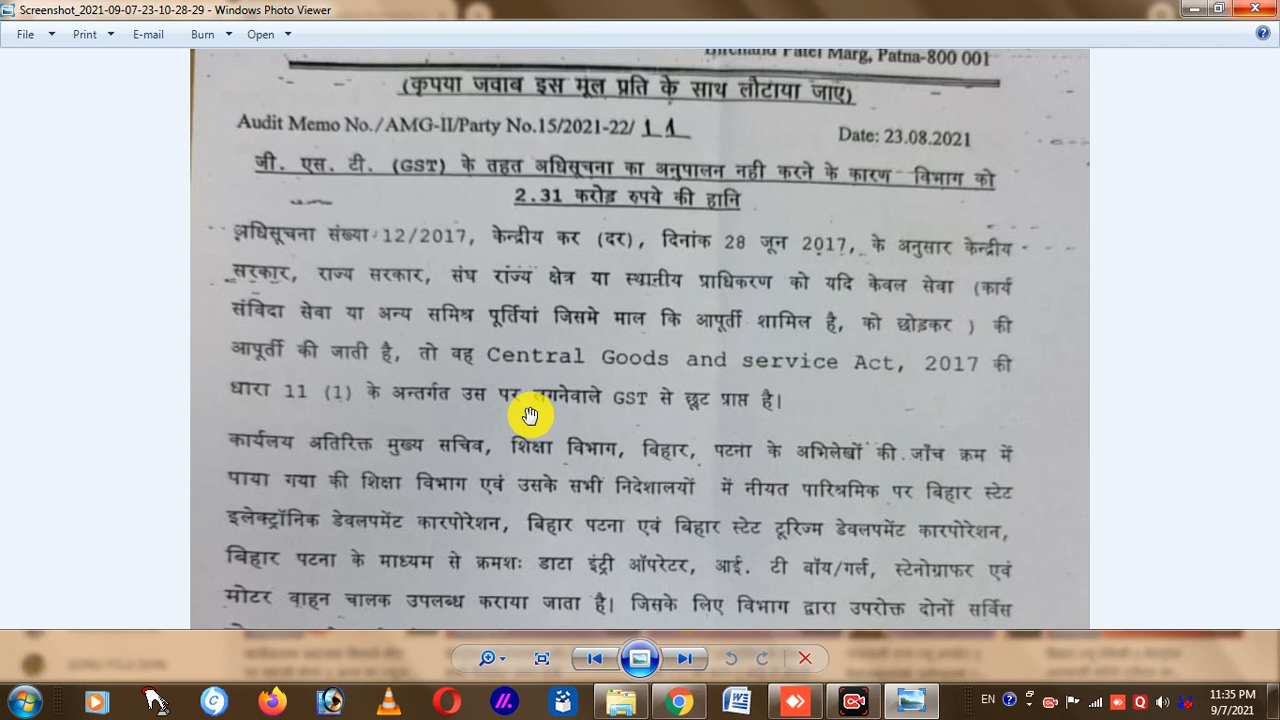 Screenshot_2021-09-07-23-10-28-29 - Windows Photo Viewer
File Print E-mail Burn Open
Birchand Patel Marg, Patna-800 001
(कृपया जवाब इस मूल प्रति के साथ लौटाया जाए)
Audit Memo No./AMG-II/Party No.15/2021-22/ 11 Date: 23.08.2021
जी. एस. टी. (GST) के तहत अधिसूचना का अनुपालन नही करने के कारण विभाग को
2.31 करोड़ रुपये की हानि
अधिसूचना संख्या 12/2017, केन्द्रीय कर (दर), दिनांक 28 जून 2017, के अनुसार केन्द्रीय
सरकार, राज्य सरकार, संघ राज्य क्षेत्र या स्थानीय प्राधिकरण को यदि केवल सेवा (कार्य
संविदा सेवा या अन्य समिश्र पूर्तियां जिसमे माल कि आपूर्ती शामिल है, को छोड़कर ) की
आपूर्ती की जाती है, तो वह Central Goods and service Act, 2017 की
धारा 11 (1) के अन्तर्गत उस पर लगनेवाले GST से छूट प्राप्त है।
कार्यलय अतिरिक्त मुख्य सचिव, शिक्षा विभाग, बिहार, पटना के अभिलेखों की जाँच क्रम में
पाया गया की शिक्षा विभाग एवं उसके सभी निदेशालयों में नीयत पारिश्रमिक पर बिहार स्टेट
इलेक्ट्रॉनिक डेवलपमेंट कारपोरेशन, बिहार पटना एवं बिहार स्टेट टूरिज्म डेवलपमेंट कारपोरेशन,
बिहार पटना के माध्यम से क्रमशः डाटा इंट्री ऑपरेटर, आई. टी बॉय/गर्ल, स्टेनोग्राफर एवं
मोटर वाहन चालक उपलब्ध कराया जाता है। जिसके लिए विभाग द्वारा उपरोक्त दोनों सर्विस
EN
11:35 PM
9/7/2021